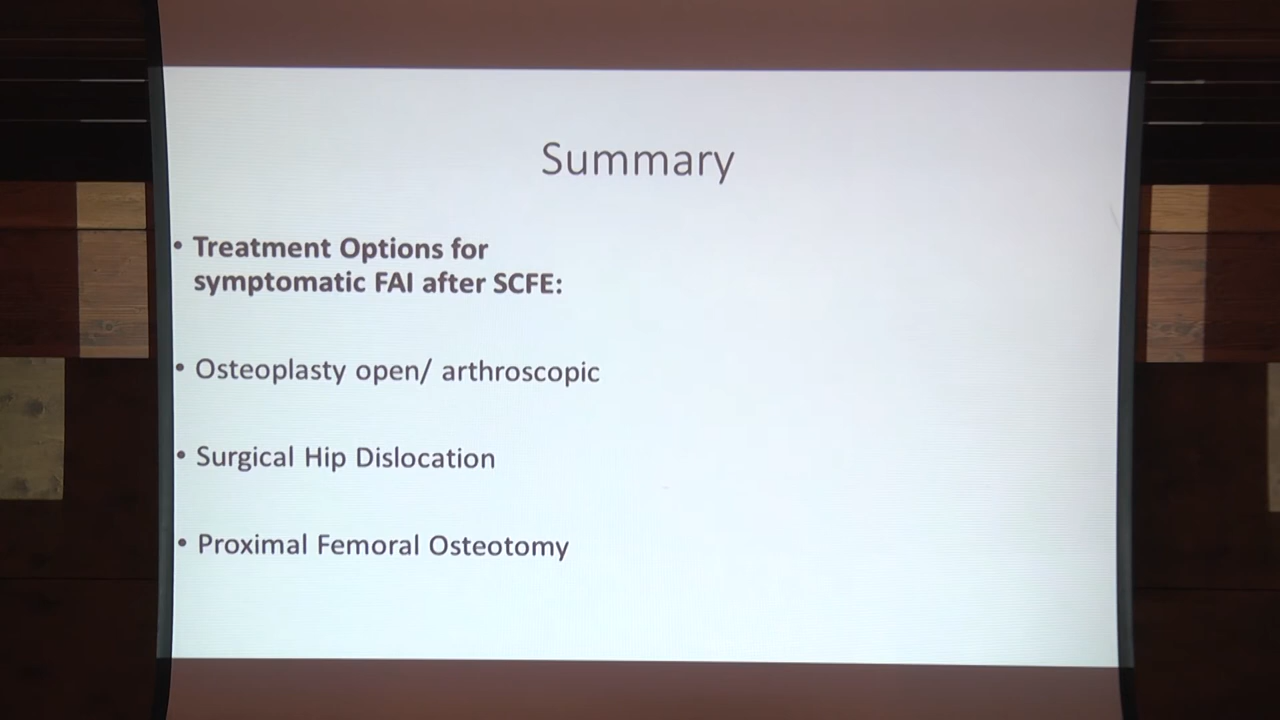 Summary
• Treatment Options for
symptomatic FAI after SCFE:
• Osteoplasty open/ arthroscopic
• Surgical Hip Dislocation
• Proximal Femoral Osteotomy